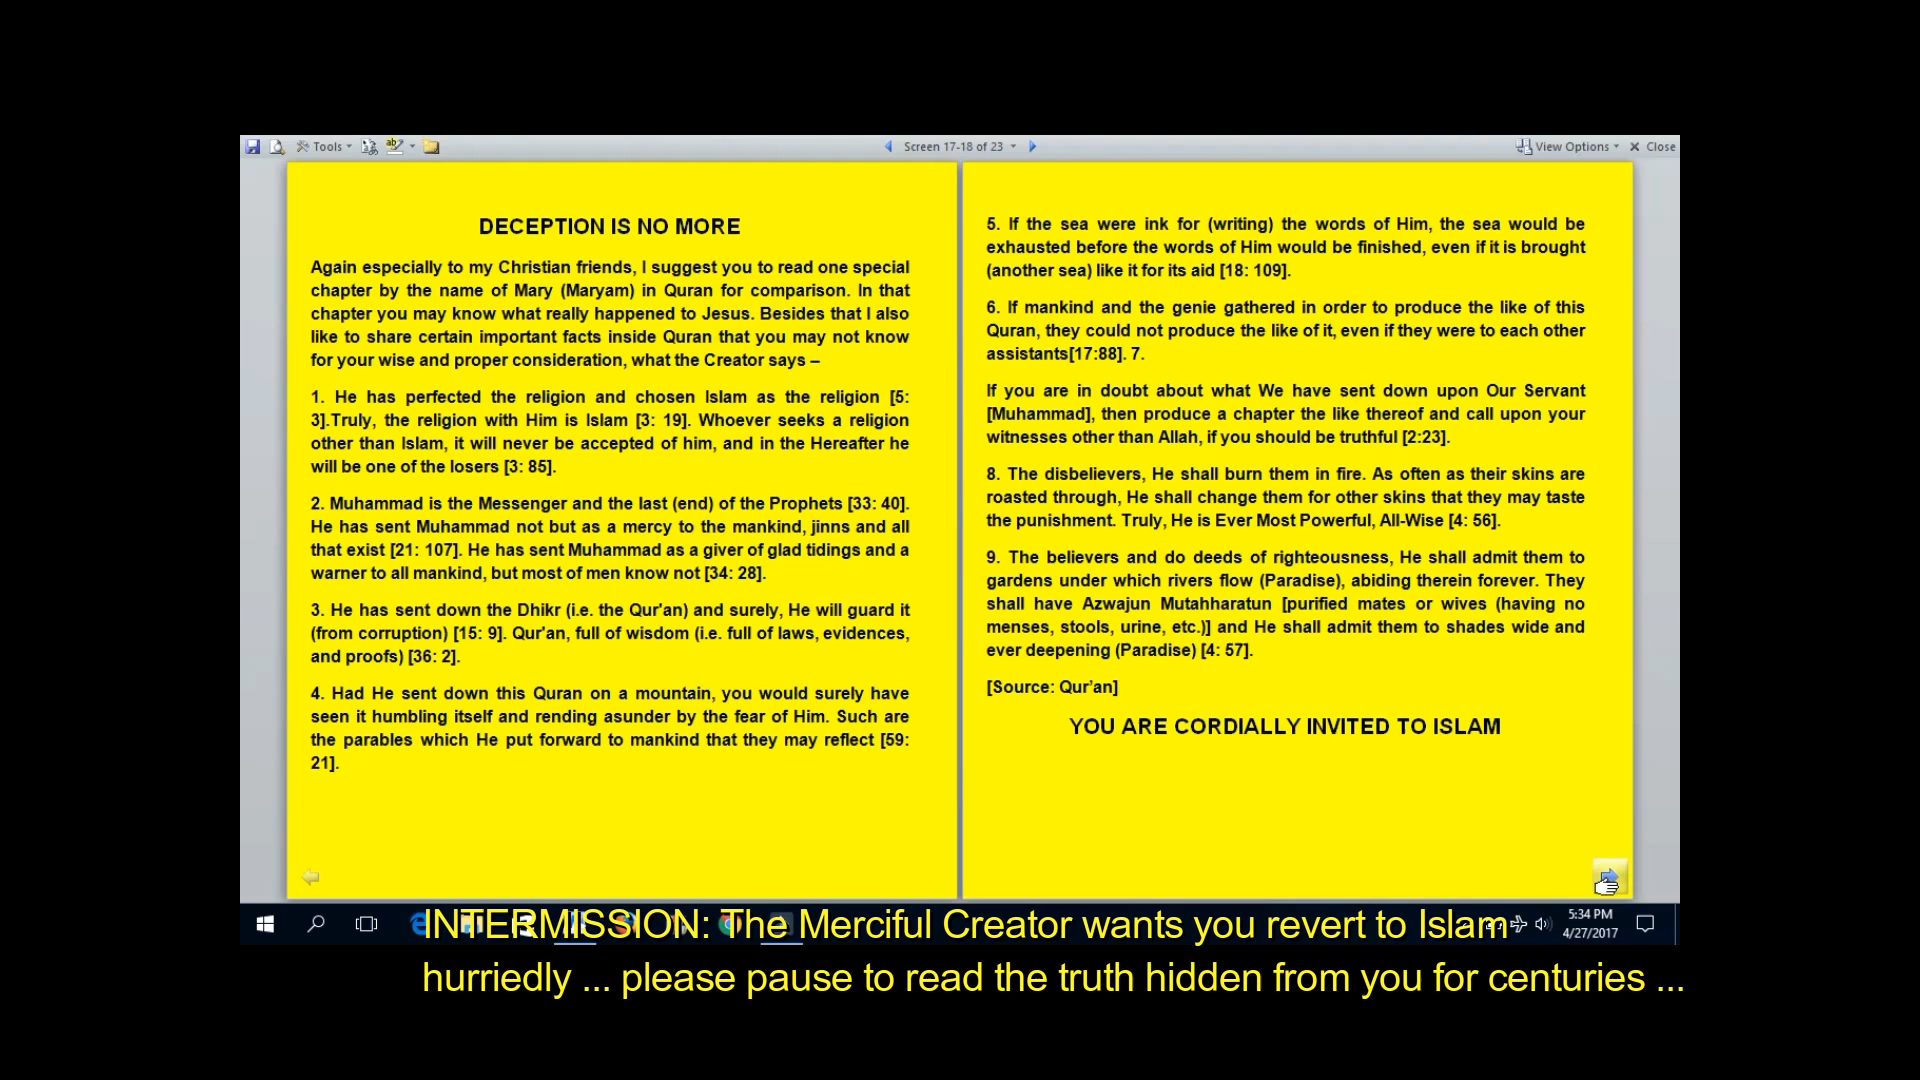 Tools
Screen 17-18 of 23
View Options
Close
DECEPTION IS NO MORE
Again especially to my Christian friends, I suggest you to read one special
chapter by the name of Mary (Maryam) in Quran for comparison. In that
chapter you may know what really happened to Jesus. Besides that I also
like to share certain important facts inside Quran that you may not know
for your wise and proper consideration, what the Creator says –
1. He has perfected the religion and chosen Islam as the religion [5:
3].Truly, the religion with Him is Islam [3: 19]. Whoever seeks a religion
other than Islam, it will never be accepted of him, and in the Hereafter he
will be one of the losers [3: 85].
2. Muhammad is the Messenger and the last (end) of the Prophets [33: 40].
He has sent Muhammad not but as a mercy to the mankind, jinns and all
that exist [21: 107]. He has sent Muhammad as a giver of glad tidings and a
warner to all mankind, but most of men know not [34: 28].
3. He has sent down the Dhikr (i.e. the Qur'an) and surely, He will guard it
(from corruption) [15: 9]. Qur'an, full of wisdom (i.e. full of laws, evidences,
and proofs) [36: 2].
4. Had He sent down this Quran on a mountain, you would surely have
seen it humbling itself and rending asunder by the fear of Him. Such are
the parables which He put forward to mankind that they may reflect [59:
21].
5. If the sea were ink for (writing) the words of Him, the sea would be
exhausted before the words of Him would be finished, even if it is brought
(another sea) like it for its aid [18: 109].
6. If mankind and the genie gathered in order to produce the like of this
Quran, they could not produce the like of it, even if they were to each other
assistants[17:88]. 7.
If you are in doubt about what We have sent down upon Our Servant
[Muhammad], then produce a chapter the like thereof and call upon your
witnesses other than Allah, if you should be truthful [2:23].
8. The disbelievers, He shall burn them in fire. As often as their skins are
roasted through, He shall change them for other skins that they may taste
the punishment. Truly, He is Ever Most Powerful, All-Wise [4: 56].
9. The believers and do deeds of righteousness, He shall admit them to
gardens under which rivers flow (Paradise), abiding therein forever. They
shall have Azwajun Mutahharatun [purified mates or wives (having no
menses, stools, urine, etc.)] and He shall admit them to shades wide and
ever deepening (Paradise) [4: 57].
[Source: Qur'an]
YOU ARE CORDIALLY INVITED TO ISLAM
5:34 PM
4/27/2017
INTERMISSION: The Merciful Creator wants you revert to Islam
hurriedly ... please pause to read the truth hidden from you for centuries ...